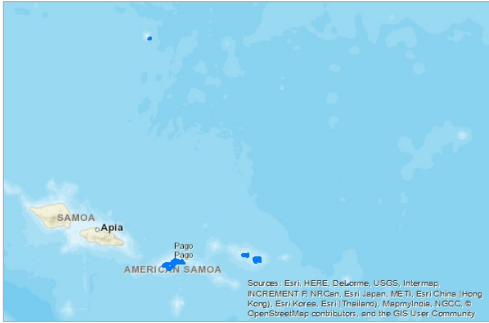 SAMOA
Apia
Pago
Pago
AMERICAN SAMOA
Sources: Esri, HERE, DeLorme, USGS, Intermap,
INCREMENT P, NRCan, Esri Japan, METI, Esri China (Hong
Kong), Esri Korea, Esri (Thailand), MapmyIndia, NGCC, ©
OpenStreetMap contributors, and the GIS User Community